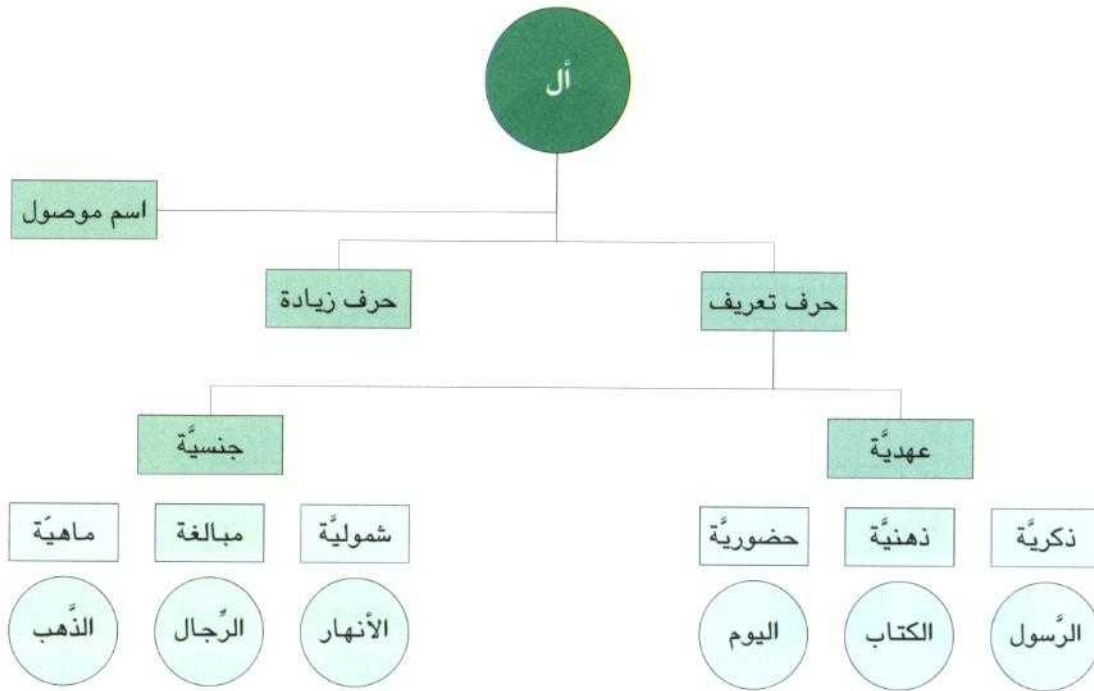 أل
اسم موصول
حرف تعريف
حرف زيادة
عهديَّة
جنسيَّة
ذكريَّة
ذهنيَّة
حضوريَّة
شموليَّة
مبالغة
ماهيّة
الرَّسول
الكتاب
اليوم
الأنهار
الرِّجال
الذَّهب